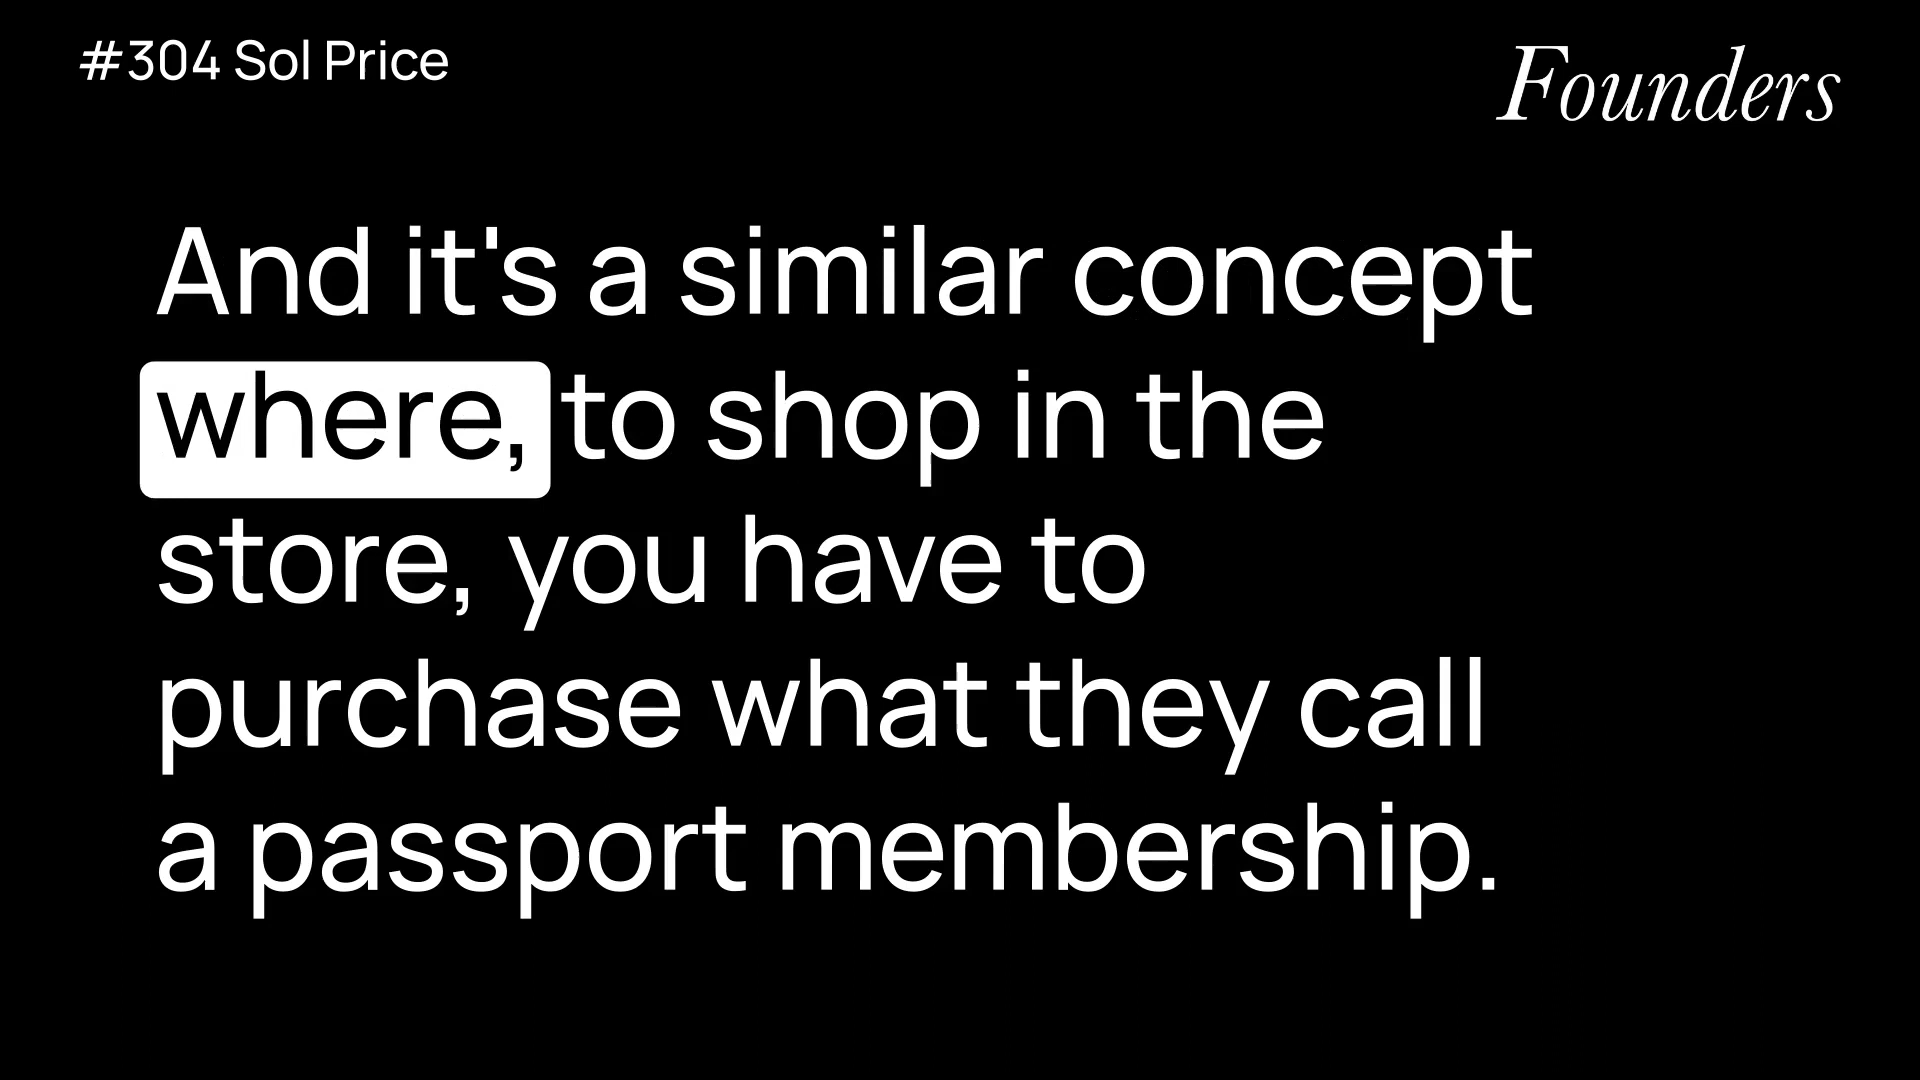 #304 Sol Price
Founders
And it's a similar concept
where, to shop in the
store, you have to
purchase what they call
a passport membership.